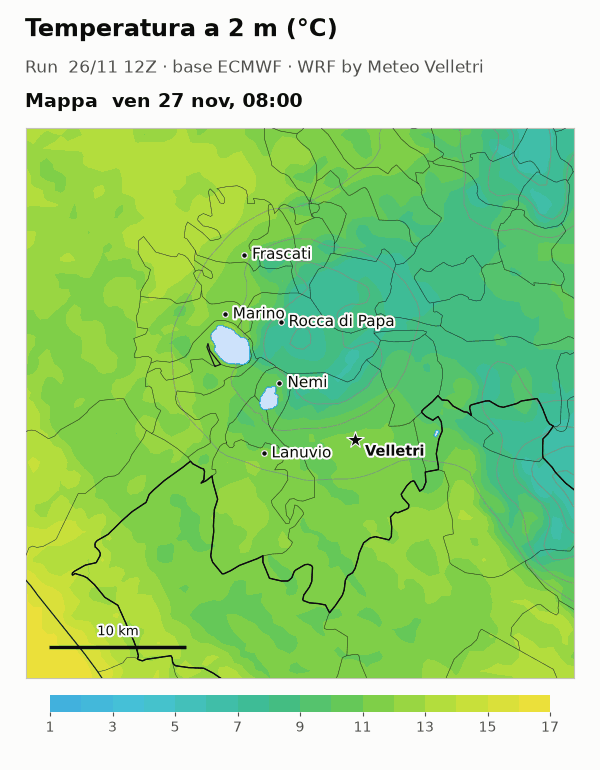 Temperatura a 2 m (°C)
Run  26/11 12Z · base ECMWF · WRF by Meteo Velletri
Mappa  ven 27 nov, 08:00
Frascati
Marino
Rocca di Papa
Nemi
Velletri
Lanuvio
10 km
1 3 5 7 9 11 13 15 17